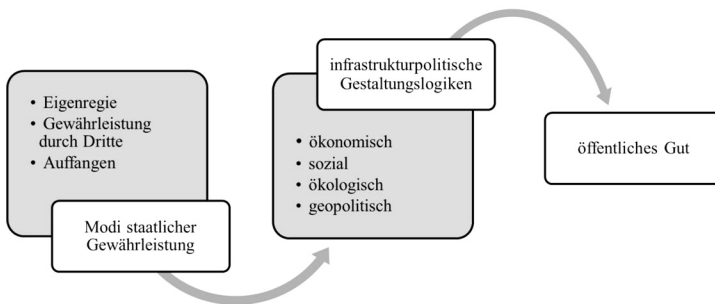 • Eigenregie
• Gewährleistung
durch Dritte
• Auffangen
Modi staatlicher
Gewährleistung
infrastrukturpolitische
Gestaltungslogiken
• ökonomisch
• sozial
• ökologisch
• geopolitisch
öffentliches Gut